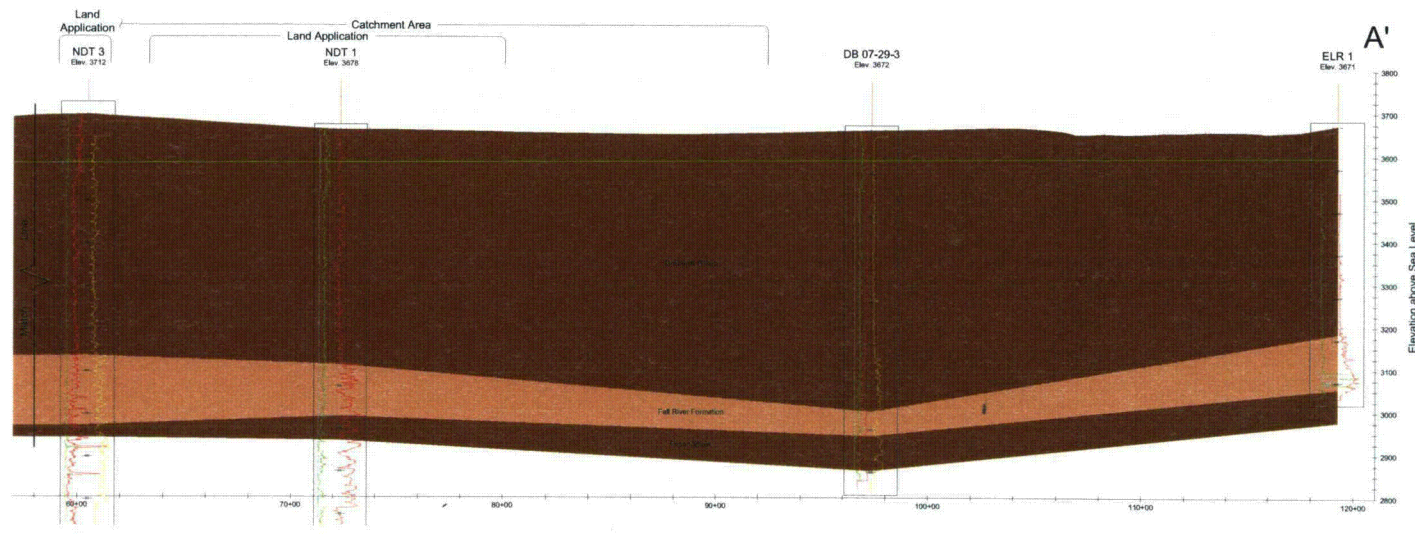 Land
Application
Catchment Area
Land Application
NDT 3
Elev. 3712
NDT 1
Elev. 3678
DB 07-29-3
Elev. 3672
ELR 1
Elev. 3671
A'
3800
3700
3600
3500
3400
3300
3200
3100
3000
2900
2800
Elevation above Sea Level
Match
Line
Fall River Formation
60+00
70+00
80+00
90+00
100+00
110+00
120+00